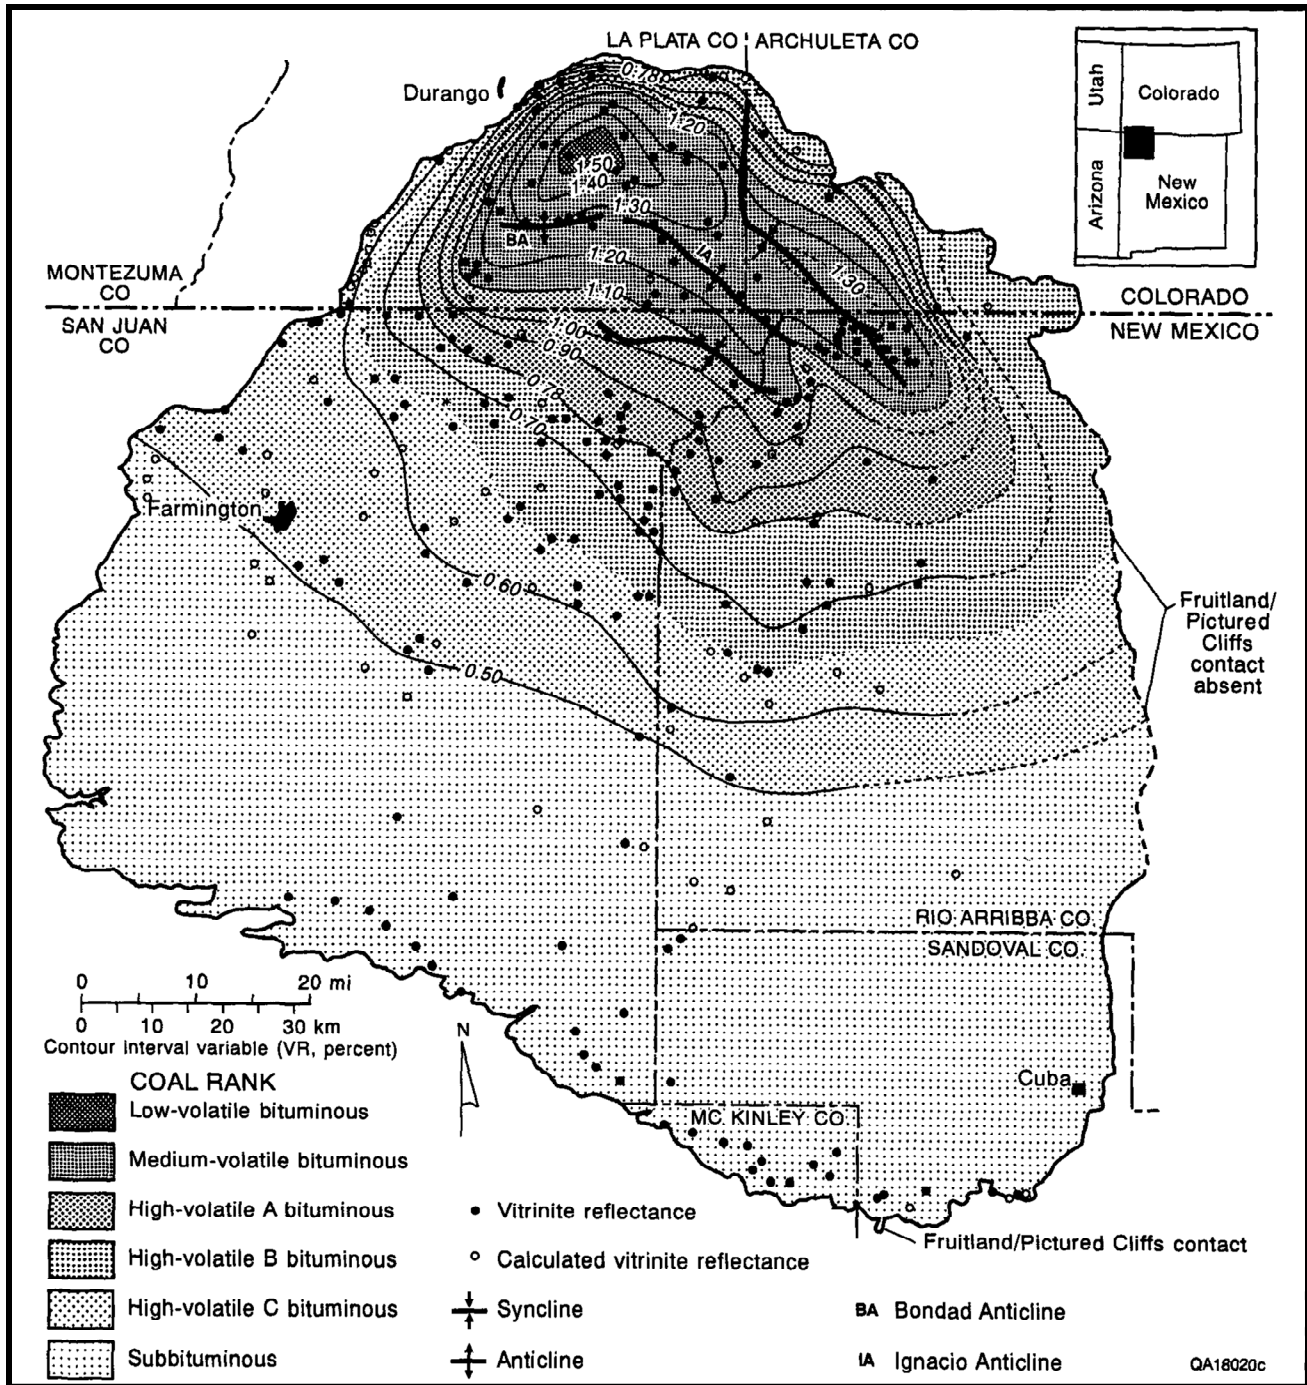 LA PLATA CO
ARCHULETA CO
Durango
Utah
Colorado
Arizona
New
Mexico
0.78
1.20
1.50
1.40
1.30
BA
IA
1.20
1.30
1.10
MONTEZUMA
CO
SAN JUAN
CO
COLORADO
NEW MEXICO
1.00
0.90
0.78
0.70
Farmington
0.60
0.50
Fruitland/
Pictured
Cliffs
contact
absent
RIO ARRIBBA CO.
SANDOVAL CO.
0 10 20 mi
0 10 20 30 km
Contour interval variable (VR, percent)
N
Cuba
MC KINLEY CO
Fruitland/Pictured Cliffs contact
COAL RANK
Low-volatile bituminous
Medium-volatile bituminous
High-volatile A bituminous
High-volatile B bituminous
High-volatile C bituminous
Subbituminous
Vitrinite reflectance
Calculated vitrinite reflectance
Syncline
Anticline
BA Bondad Anticline
IA Ignacio Anticline
QA18020c